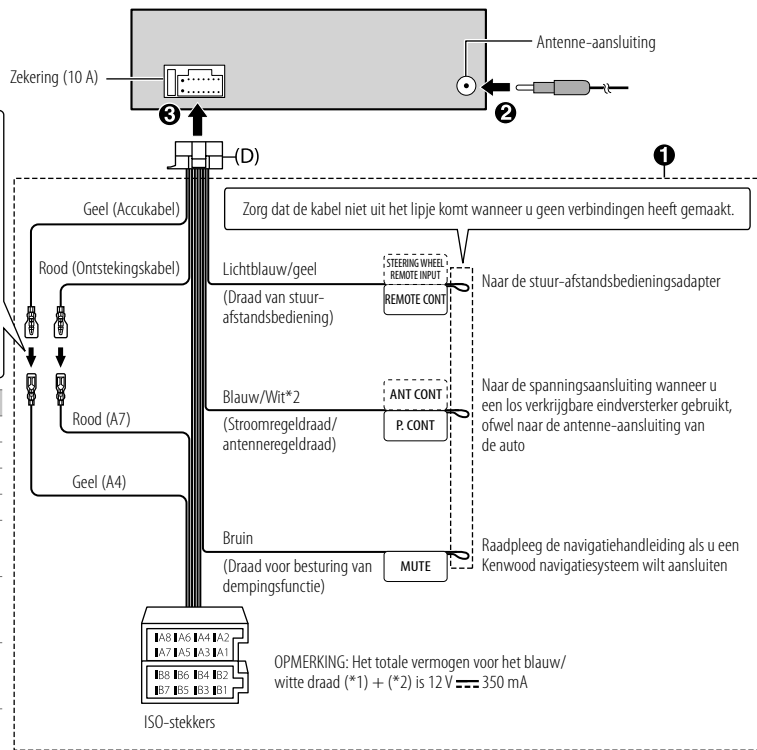 Antenne-aansluiting
Zekering (10 A)
❸
❷
(D)
❶
Geel (Accukabel)
Zorg dat de kabel niet uit het lipje komt wanneer u geen verbindingen heeft gemaakt.
Rood (Ontstekingskabel)
Lichtblauw/geel
(Draad van stuur-
afstandsbediening)
STEERING WHEEL
REMOTE INPUT
REMOTE CONT
Naar de stuur-afstandsbedieningsadapter
Blauw/Wit*2
(Stroomregeldraad/
antenneregeldraad)
ANT CONT
P. CONT
Naar de spanningsaansluiting wanneer u
een los verkrijgbare eindversterker gebruikt,
ofwel naar de antenne-aansluiting van
de auto
Rood (A7)
Geel (A4)
Bruin
(Draad voor besturing van
dempingsfunctie)
MUTE
Raadpleeg de navigatiehandleiding als u een
Kenwood navigatiesysteem wilt aansluiten
A8 A6 A4 A2
A7 A5 A3 A1
B8 B6 B4 B2
B7 B5 B3 B1
ISO-stekkers
OPMERKING: Het totale vermogen voor het blauw/
witte draad (*1) + (*2) is 12 V ⎓ 350 mA